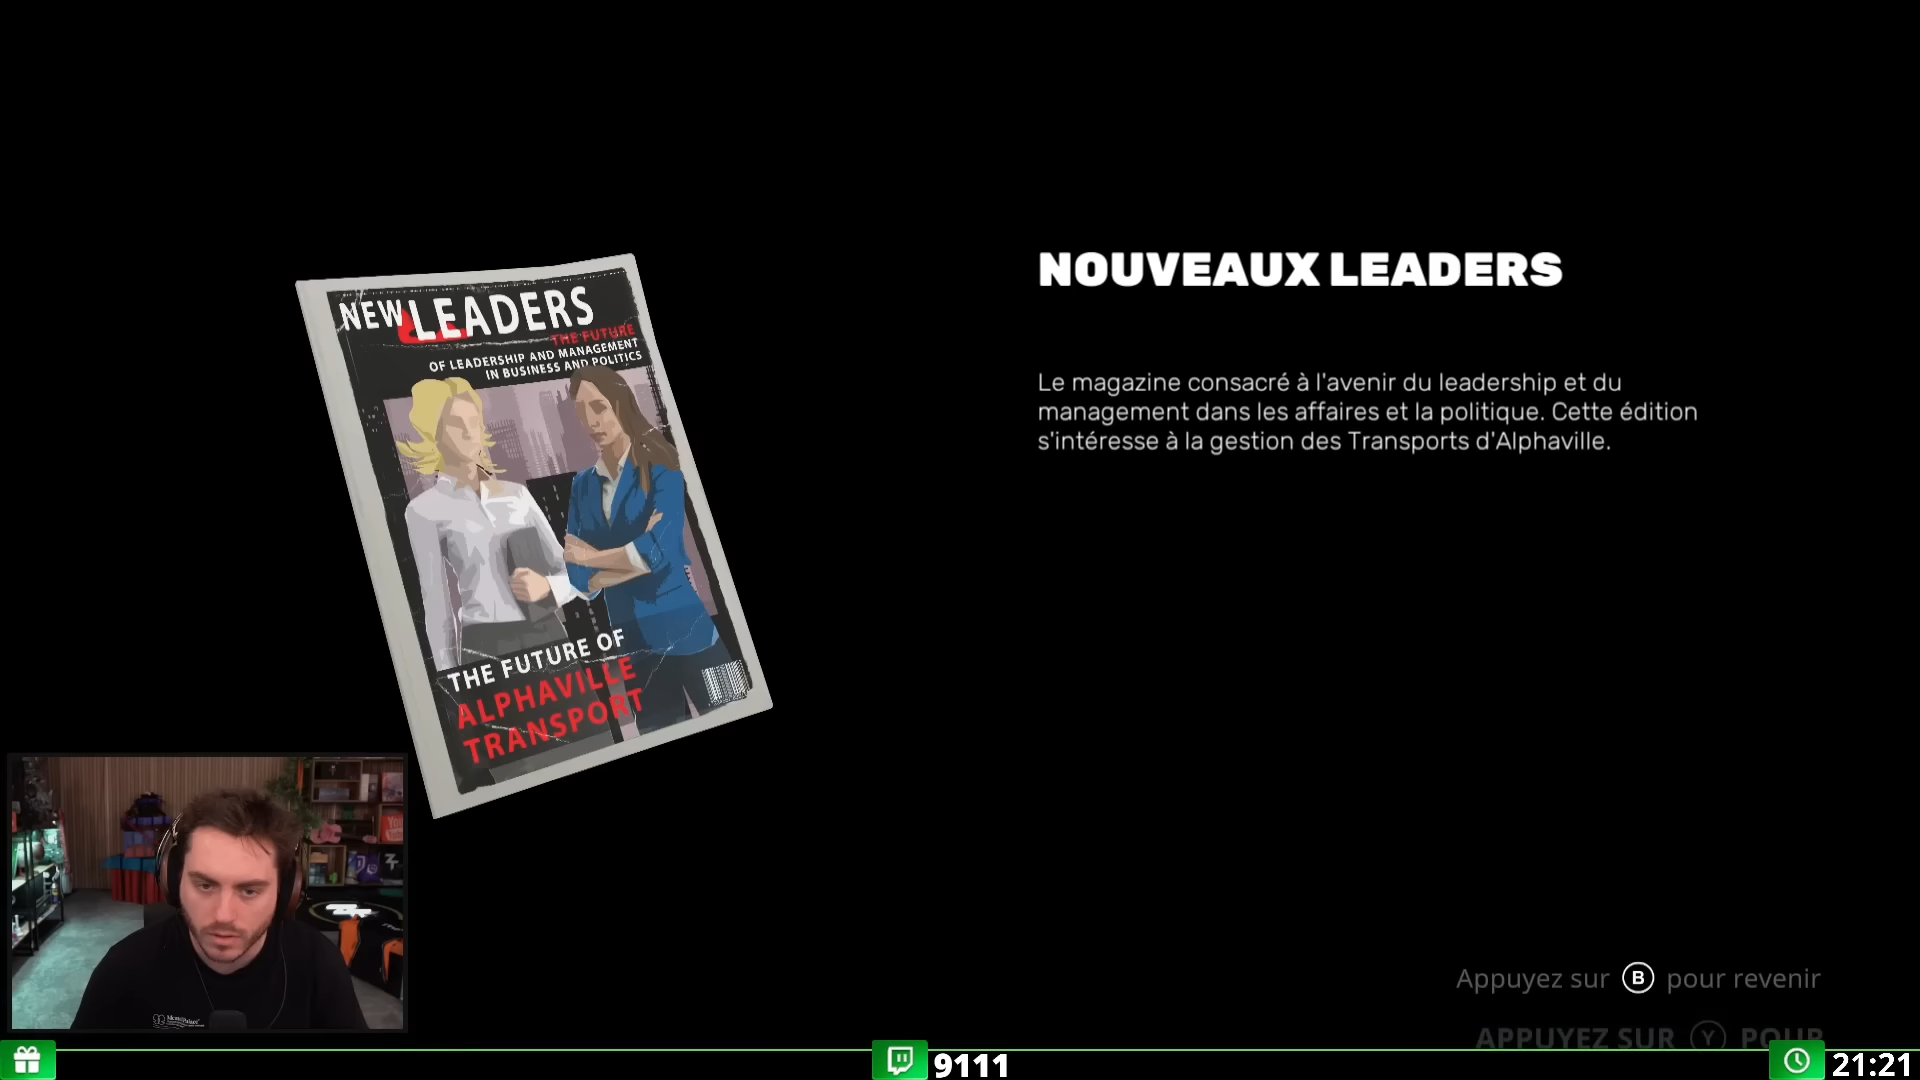 NEW LEADERS
THE FUTURE
OF LEADERSHIP AND MANAGEMENT
IN BUSINESS AND POLITICS
THE FUTURE OF
ALPHAVILLE
TRANSPORT
NOUVEAUX LEADERS
Le magazine consacré à l'avenir du leadership et du
management dans les affaires et la politique. Cette édition
s'intéresse à la gestion des Transports d'Alphaville.
Appuyez sur B pour revenir
APPUYEZ SUR Y POUR
9111
21:21